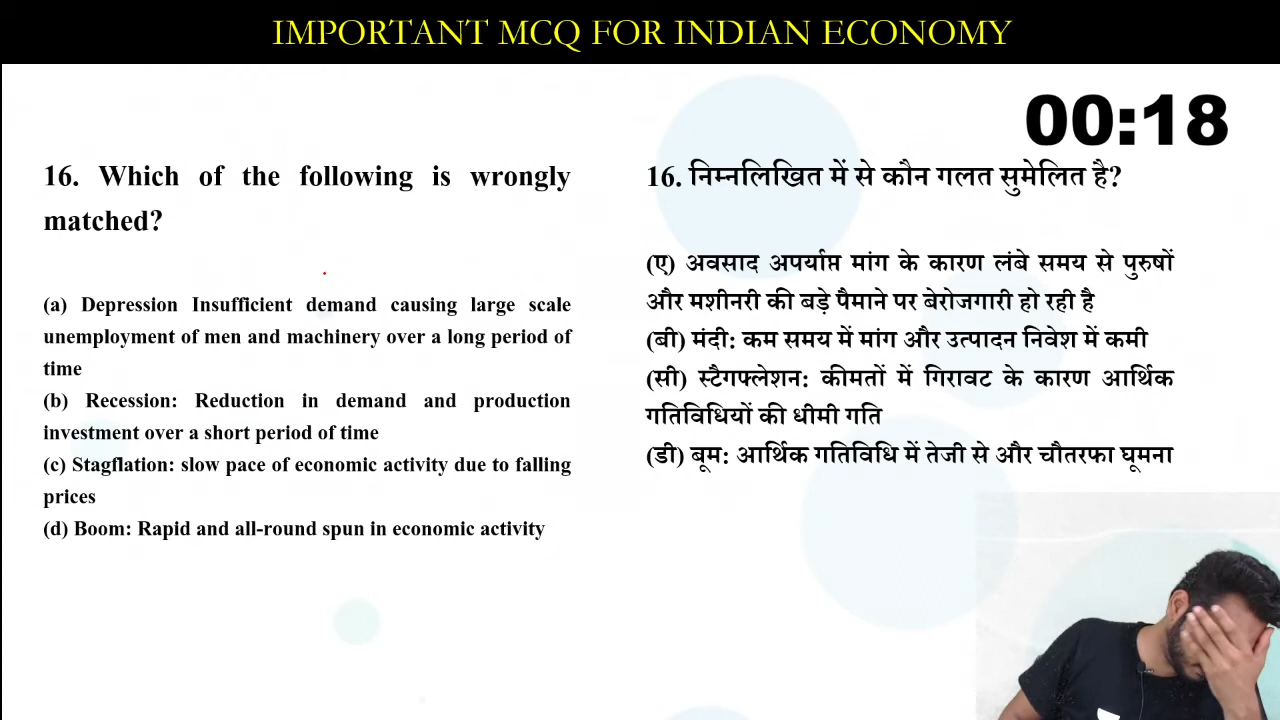 IMPORTANT MCQ FOR INDIAN ECONOMY
00:18
16. Which of the following is wrongly
matched?
(a) Depression Insufficient demand causing large scale
unemployment of men and machinery over a long period of
time
(b) Recession: Reduction in demand and production
investment over a short period of time
(c) Stagflation: slow pace of economic activity due to falling
prices
(d) Boom: Rapid and all-round spun in economic activity
16. निम्नलिखित में से कौन गलत सुमेलित है?
(ए) अवसाद अपर्याप्त मांग के कारण लंबे समय से पुरुषों
और मशीनरी की बड़े पैमाने पर बेरोजगारी हो रही है
(बी) मंदी: कम समय में मांग और उत्पादन निवेश में कमी
(सी) स्टैगफ्लेशन: कीमतों में गिरावट के कारण आर्थिक
गतिविधियों की धीमी गति
(डी) बूम: आर्थिक गतिविधि में तेजी से और चौतरफा घूमना